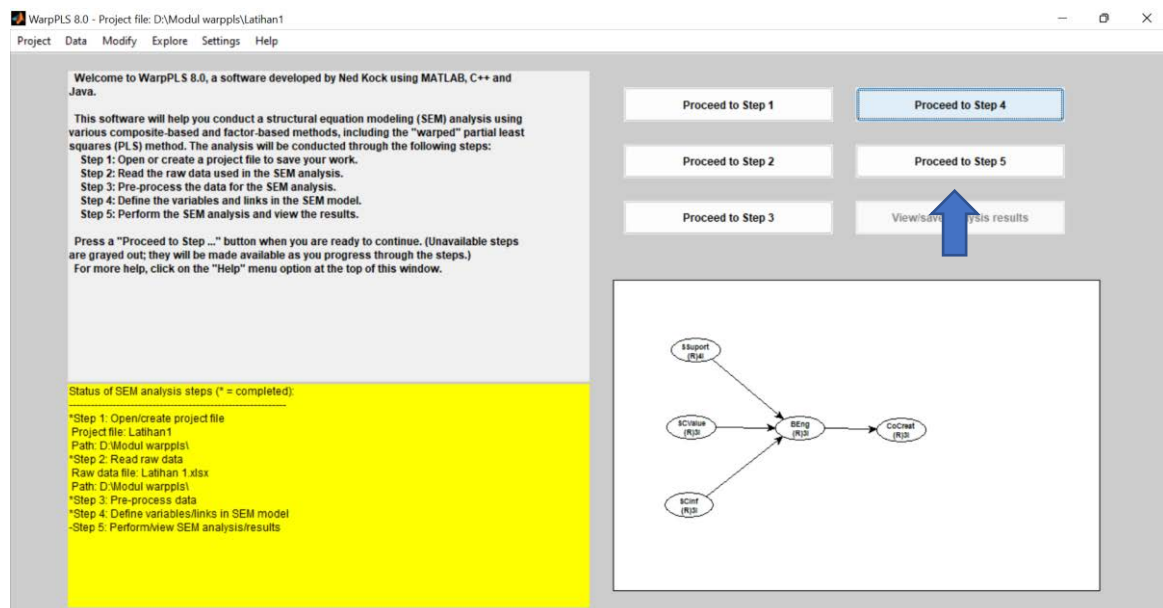 WarpPLS 8.0 - Project file: D:\Modul warppls\Latihan1
Project Data Modify Explore Settings Help
Welcome to WarpPLS 8.0, a software developed by Ned Kock using MATLAB, C++ and
Java.
This software will help you conduct a structural equation modeling (SEM) analysis using
various composite-based and factor-based methods, including the "warped" partial least
squares (PLS) method. The analysis will be conducted through the following steps:
Step 1: Open or create a project file to save your work.
Step 2: Read the raw data used in the SEM analysis.
Step 3: Pre-process the data for the SEM analysis.
Step 4: Define the variables and links in the SEM model.
Step 5: Perform the SEM analysis and view the results.
Press a "Proceed to Step ..." button when you are ready to continue. (Unavailable steps
are grayed out; they will be made available as you progress through the steps.)
For more help, click on the "Help" menu option at the top of this window.
Status of SEM analysis steps (* = completed):
-----------------------------------------------------------
*Step 1: Open/create project file
Project file: Latihan1
Path: D:\Modul warppls\
*Step 2: Read raw data
Raw data file: Latihan 1.xlsx
Path: D:\Modul warppls\
*Step 3: Pre-process data
*Step 4: Define variables/links in SEM model
-Step 5: Perform/view SEM analysis/results
Proceed to Step 1
Proceed to Step 4
Proceed to Step 2
Proceed to Step 5
Proceed to Step 3
results
SSuport
(R)4i
SCValue
(R)3i
BEng
(R)3i
CoCreat
(R)3i
SCInf
(R)3i